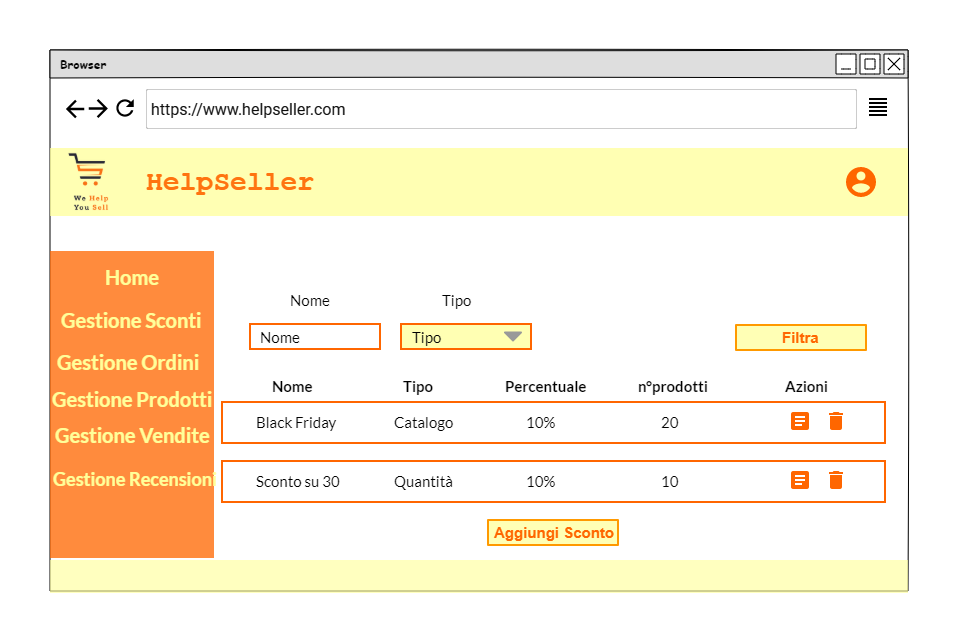 Browser
https://www.helpseller.com
We Help
You Sell
HelpSeller
Home
Gestione Sconti
Gestione Ordini
Gestione Prodotti
Gestione Vendite
Gestione Recensioni
Nome Tipo
Nome Tipo Filtra
Nome Tipo Percentuale n°prodotti Azioni
Black Friday Catalogo 10% 20
Sconto su 30 Quantità 10% 10
Aggiungi Sconto